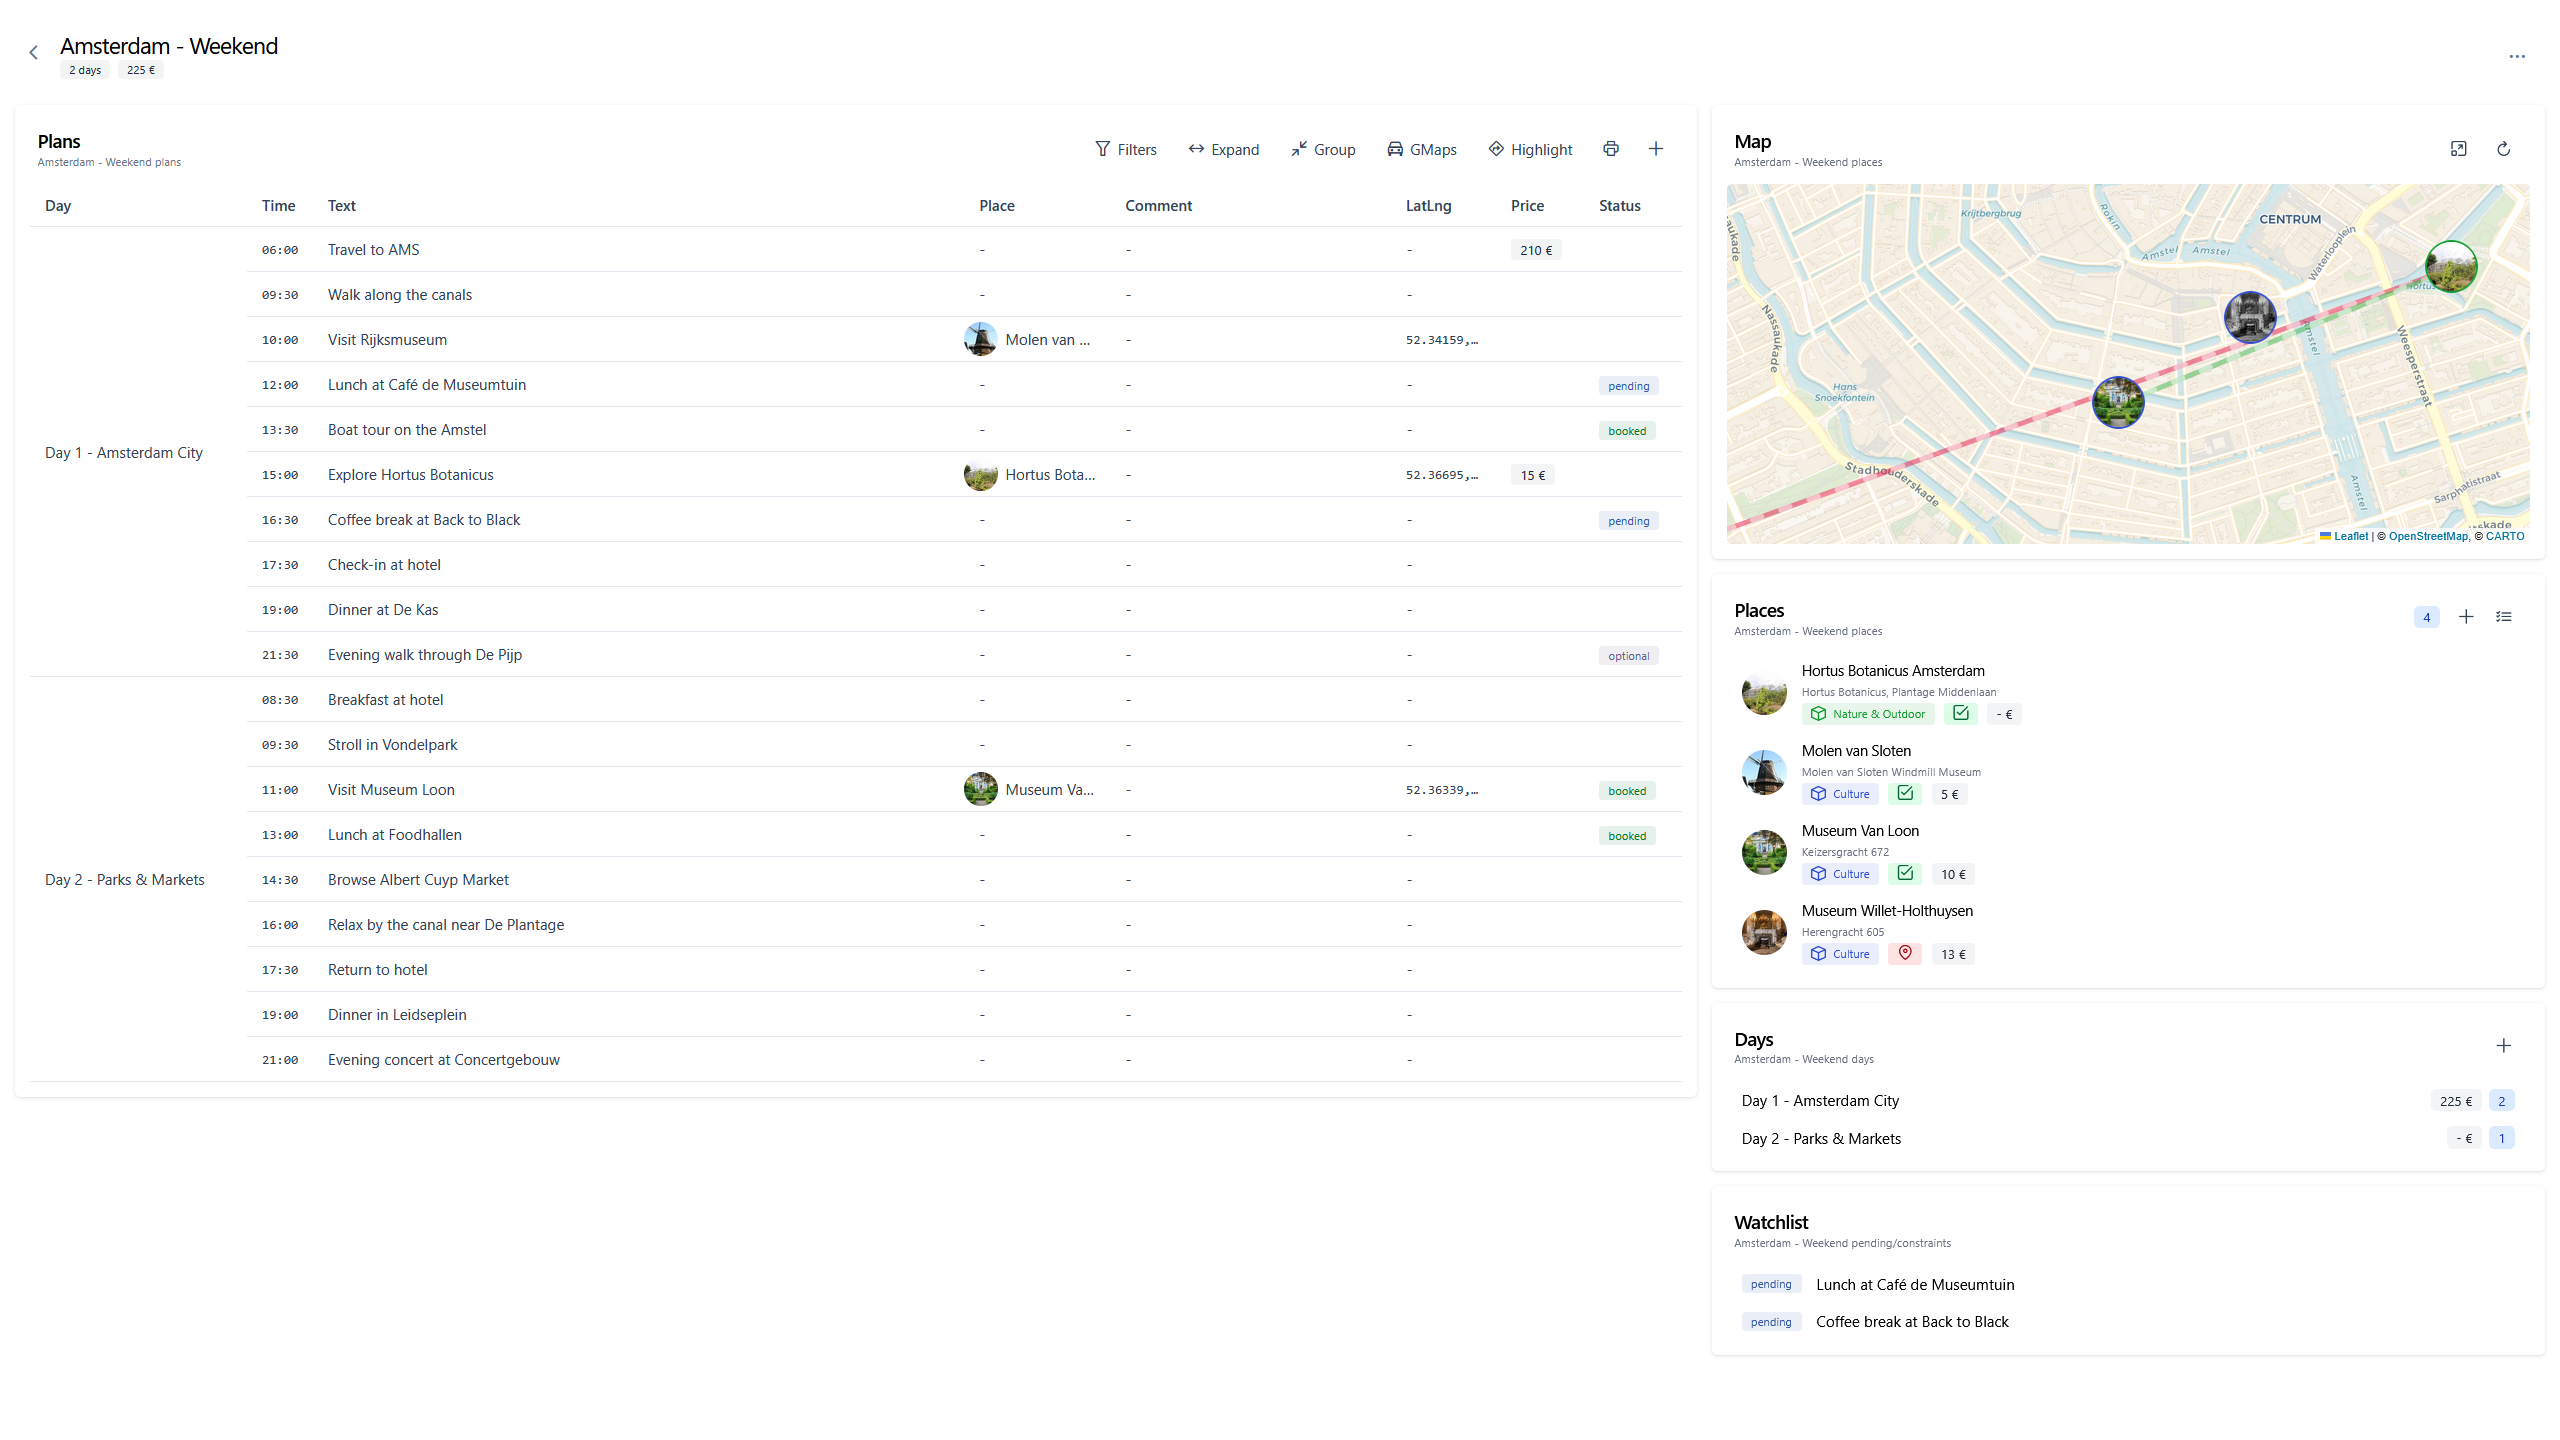 Amsterdam - Weekend
2 days 225 €
Plans
Amsterdam - Weekend plans
Filters Expand Group GMaps Highlight
Day Time Text Place Comment LatLng Price Status
Day 1 - Amsterdam City
06:00 Travel to AMS - - - 210 €
09:30 Walk along the canals - - -
10:00 Visit Rijksmuseum Molen van ... - 52.34159,…
12:00 Lunch at Café de Museumtuin - - - pending
13:30 Boat tour on the Amstel - - - booked
15:00 Explore Hortus Botanicus Hortus Bota... - 52.36695,… 15 €
16:30 Coffee break at Back to Black - - - pending
17:30 Check-in at hotel - - -
19:00 Dinner at De Kas - - -
21:30 Evening walk through De Pijp - - - optional
Day 2 - Parks & Markets
08:30 Breakfast at hotel - - -
09:30 Stroll in Vondelpark - - -
11:00 Visit Museum Loon Museum Va... - 52.36339,… booked
13:00 Lunch at Foodhallen - - - booked
14:30 Browse Albert Cuyp Market - - -
16:00 Relax by the canal near De Plantage - - -
17:30 Return to hotel - - -
19:00 Dinner in Leidseplein - - -
21:00 Evening concert at Concertgebouw - - -
Map
Amsterdam - Weekend places
Krijtbergbrug
Rokin
CENTRUM
Waterlooplein
Amstel
Amstel
Hortus
Nassaukade
Amstel
Weesperstraat
Hans
Snoekfontein
Stadhouderskade
Amstel
Sarphatistraat
Leaflet | © OpenStreetMap, © CARTO
Places
Amsterdam - Weekend places
4
Hortus Botanicus Amsterdam
Hortus Botanicus, Plantage Middenlaan
Nature & Outdoor - €
Molen van Sloten
Molen van Sloten Windmill Museum
Culture 5 €
Museum Van Loon
Keizersgracht 672
Culture 10 €
Museum Willet-Holthuysen
Herengracht 605
Culture 13 €
Days
Amsterdam - Weekend days
Day 1 - Amsterdam City 225 € 2
Day 2 - Parks & Markets - € 1
Watchlist
Amsterdam - Weekend pending/constraints
pending Lunch at Café de Museumtuin
pending Coffee break at Back to Black